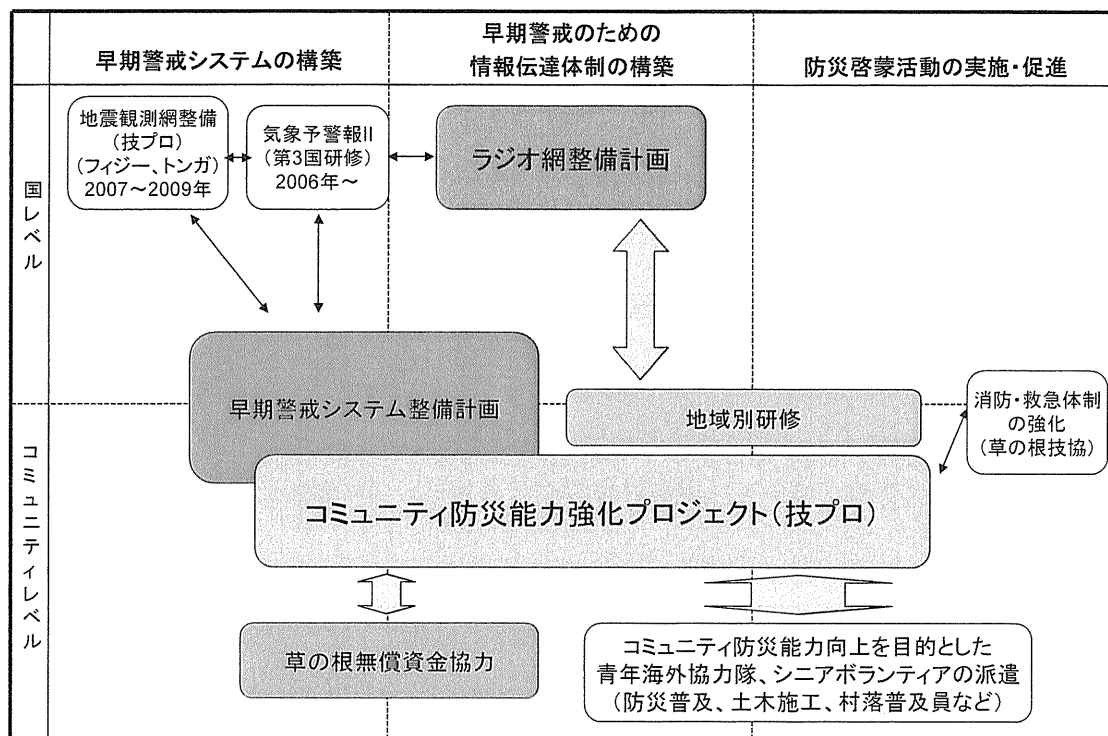 早期警戒システムの構築
早期警戒のための
情報伝達体制の構築
防災啓蒙活動の実施・促進
国レベル
地震観測網整備
(技プロ)
(フィジー、トンガ)
2007～2009年
気象予警報II
(第3国研修)
2006年～
ラジオ網整備計画
早期警戒システム整備計画
地域別研修
消防・救急体制
の強化
(草の根技協)
コミュニティレベル
コミュニティ防災能力強化プロジェクト(技プロ)
草の根無償資金協力
コミュニティ防災能力向上を目的とした
青年海外協力隊、シニアボランティアの派遣
(防災普及、土木施工、村落普及員など)